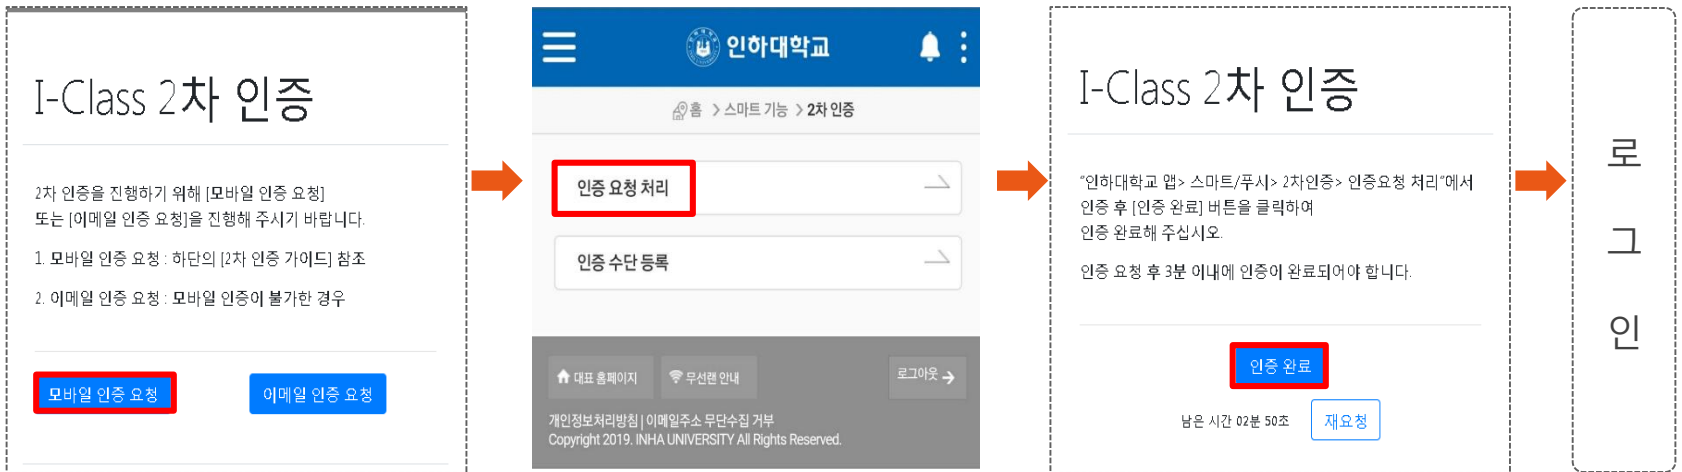 I-Class 2차 인증
2차 인증을 진행하기 위해 [모바일 인증 요청]
또는 [이메일 인증 요청]을 진행해 주시기 바랍니다.
1. 모바일 인증 요청 : 하단의 [2차 인증 가이드] 참조
2. 이메일 인증 요청 : 모바일 인증이 불가한 경우
모바일 인증 요청
이메일 인증 요청
인하대학교
홈 > 스마트 기능 > 2차 인증
인증 요청 처리
인증 수단 등록
대표 홈페이지
무선랜 안내
로그아웃
개인정보처리방침 | 이메일주소 무단수집 거부
Copyright 2019. INHA UNIVERSITY All Rights Reserved.
I-Class 2차 인증
"인하대학교 앱> 스마트/푸시> 2차인증> 인증요청 처리"에서
인증 후 [인증 완료] 버튼을 클릭하여
인증 완료해 주십시오.
인증 요청 후 3분 이내에 인증이 완료되어야 합니다.
인증 완료
남은 시간 02분 50초
재요청
로그인